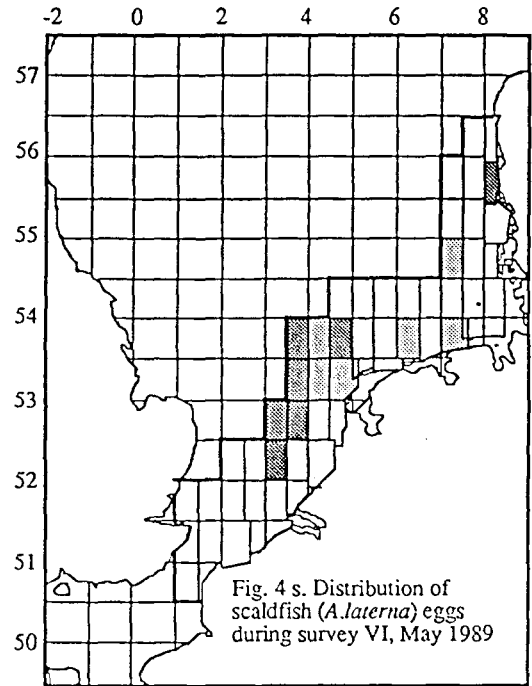 -2 0 2 4 6 8
57
56
55
54
53
52
51
50
Fig. 4 s. Distribution of
scaldfish (A.laterna) eggs
during survey VI, May 1989